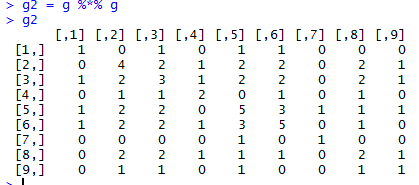 > g2 = g %*% g
> g2
[,1] [,2] [,3] [,4] [,5] [,6] [,7] [,8] [,9]
[1,] 1 0 1 0 1 1 0 0 0
[2,] 0 4 2 1 2 2 0 2 1
[3,] 1 2 3 1 2 2 0 2 1
[4,] 0 1 1 2 0 1 0 1 0
[5,] 1 2 2 0 5 3 1 1 1
[6,] 1 2 2 1 3 5 0 1 0
[7,] 0 0 0 0 1 0 1 0 0
[8,] 0 2 2 1 1 1 0 2 1
[9,] 0 1 1 0 1 0 0 1 1
>